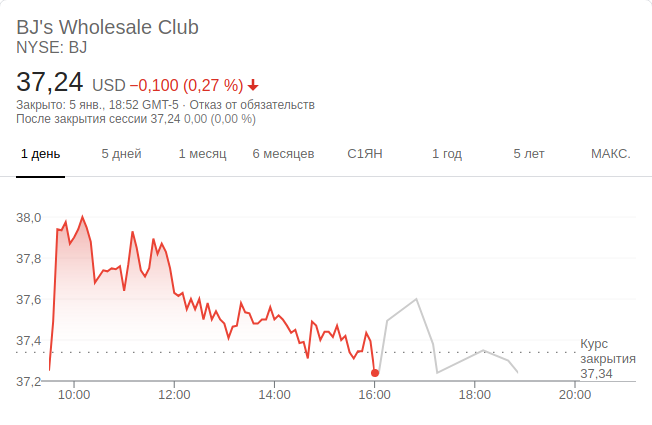 BJ's Wholesale Club
NYSE: BJ
37,24 USD −0,100 (0,27 %)
Закрыто: 5 янв., 18:52 GMT-5 · Отказ от обязательств
После закрытия сессии 37,24 0,00 (0,00 %)
1 день 5 дней 1 месяц 6 месяцев С1ЯН 1 год 5 лет МАКС.
38,0
37,8
37,6
37,4
Курс
закрытия
37,34
37,2
10:00 12:00 14:00 16:00 18:00 20:00